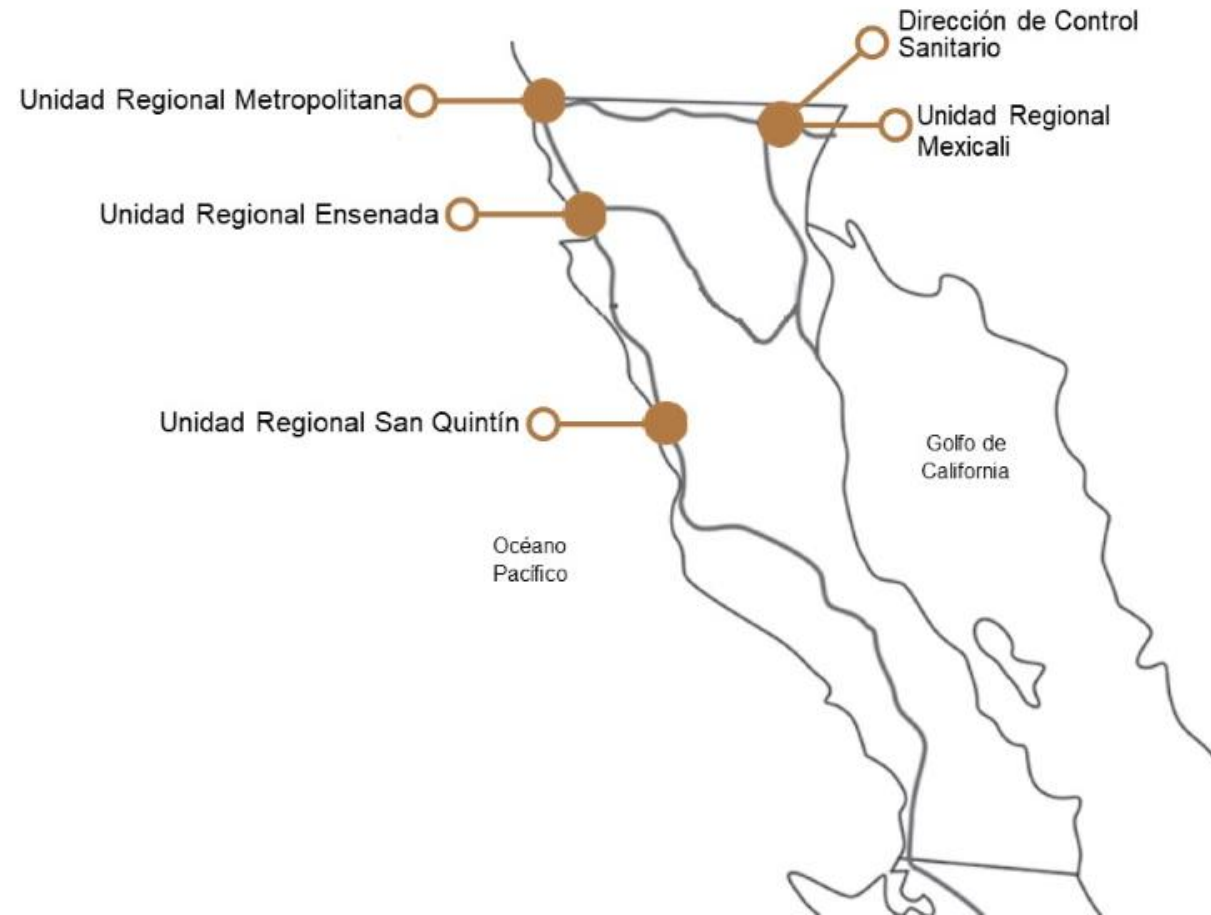 Dirección de Control
Sanitario
Unidad Regional Metropolitana
Unidad Regional
Mexicali
Unidad Regional Ensenada
Unidad Regional San Quintín
Golfo de
California
Océano
Pacífico